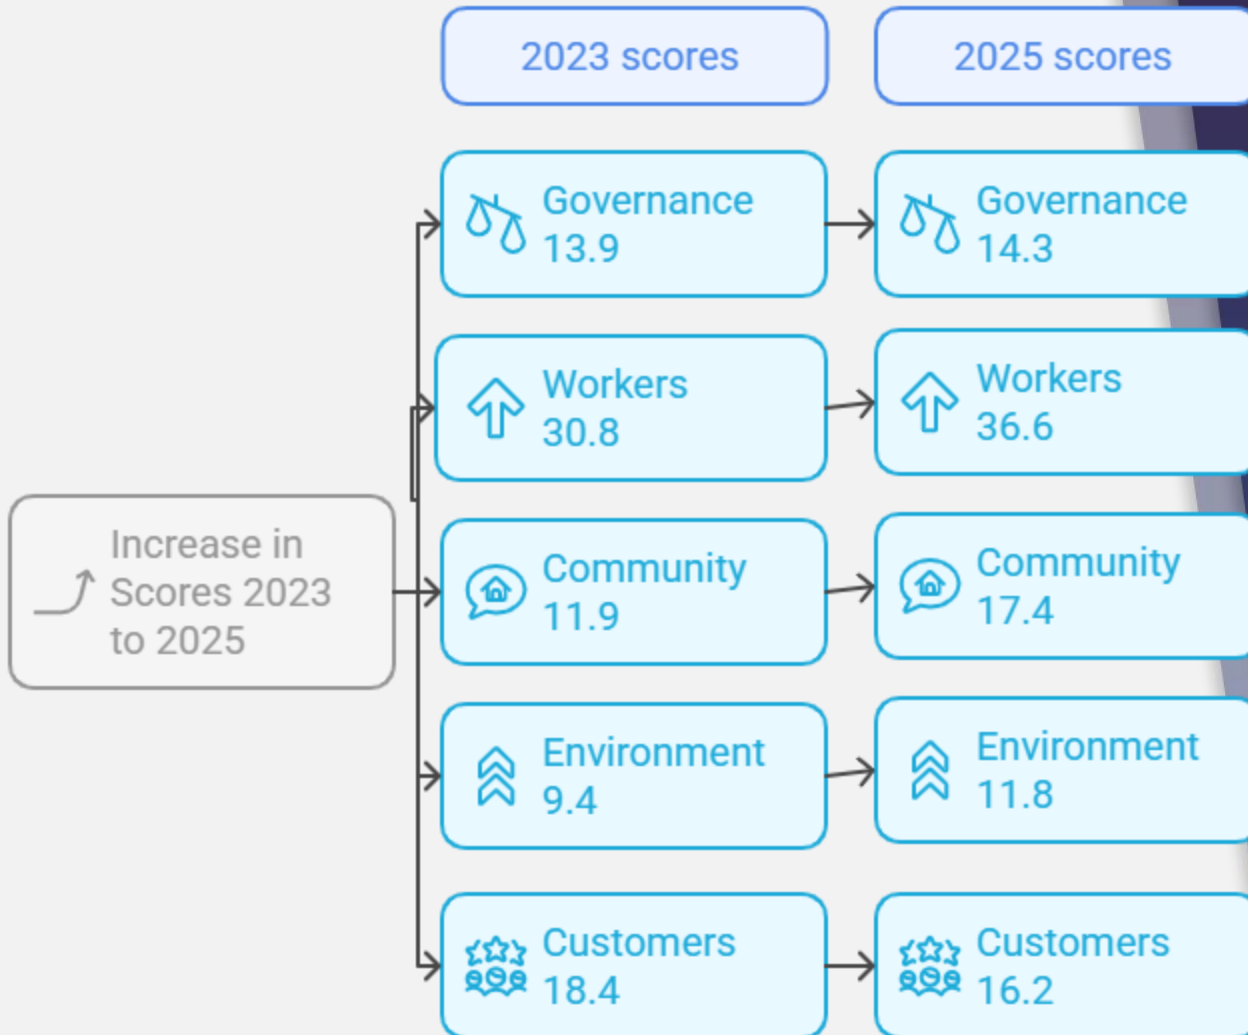 2023 scores
2025 scores
Governance
13.9
Governance
14.3
Workers
30.8
Workers
36.6
Increase in
Scores 2023
to 2025
Community
11.9
Community
17.4
Environment
9.4
Environment
11.8
Customers
18.4
Customers
16.2